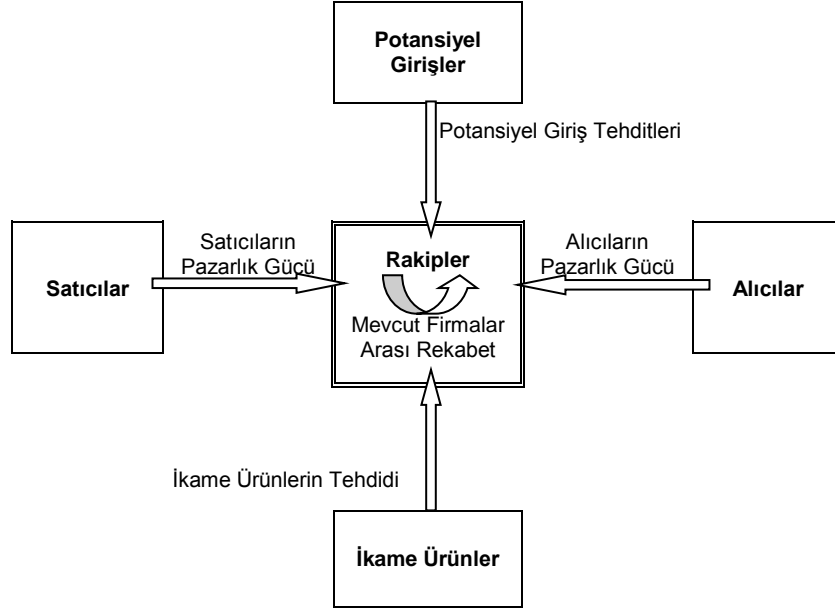 Potansiyel
Girişler
Potansiyel Giriş Tehditleri
Satıcıların
Pazarlık Gücü
Satıcılar
Rakipler
Mevcut Firmalar
Arası Rekabet
Alıcıların
Pazarlık Gücü
Alıcılar
İkame Ürünlerin Tehdidi
İkame Ürünler